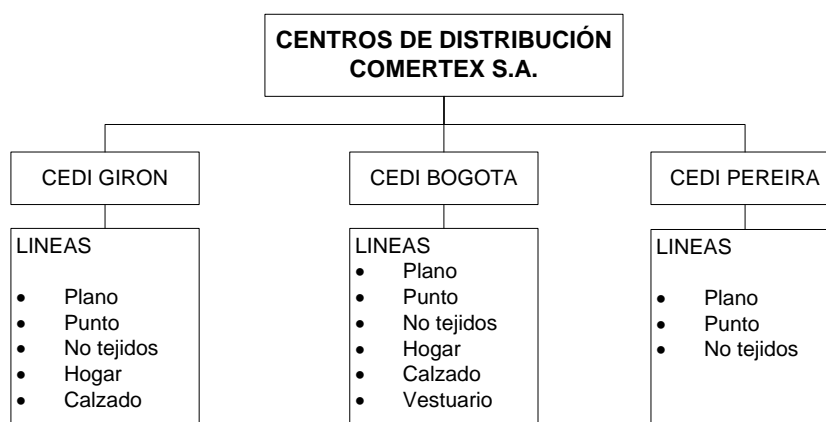 CENTROS DE DISTRIBUCIÓN
COMERTEX S.A.
CEDI GIRON
LINEAS
• Plano
• Punto
• No tejidos
• Hogar
• Calzado
CEDI BOGOTA
LINEAS
• Plano
• Punto
• No tejidos
• Hogar
• Calzado
• Vestuario
CEDI PEREIRA
LINEAS
• Plano
• Punto
• No tejidos